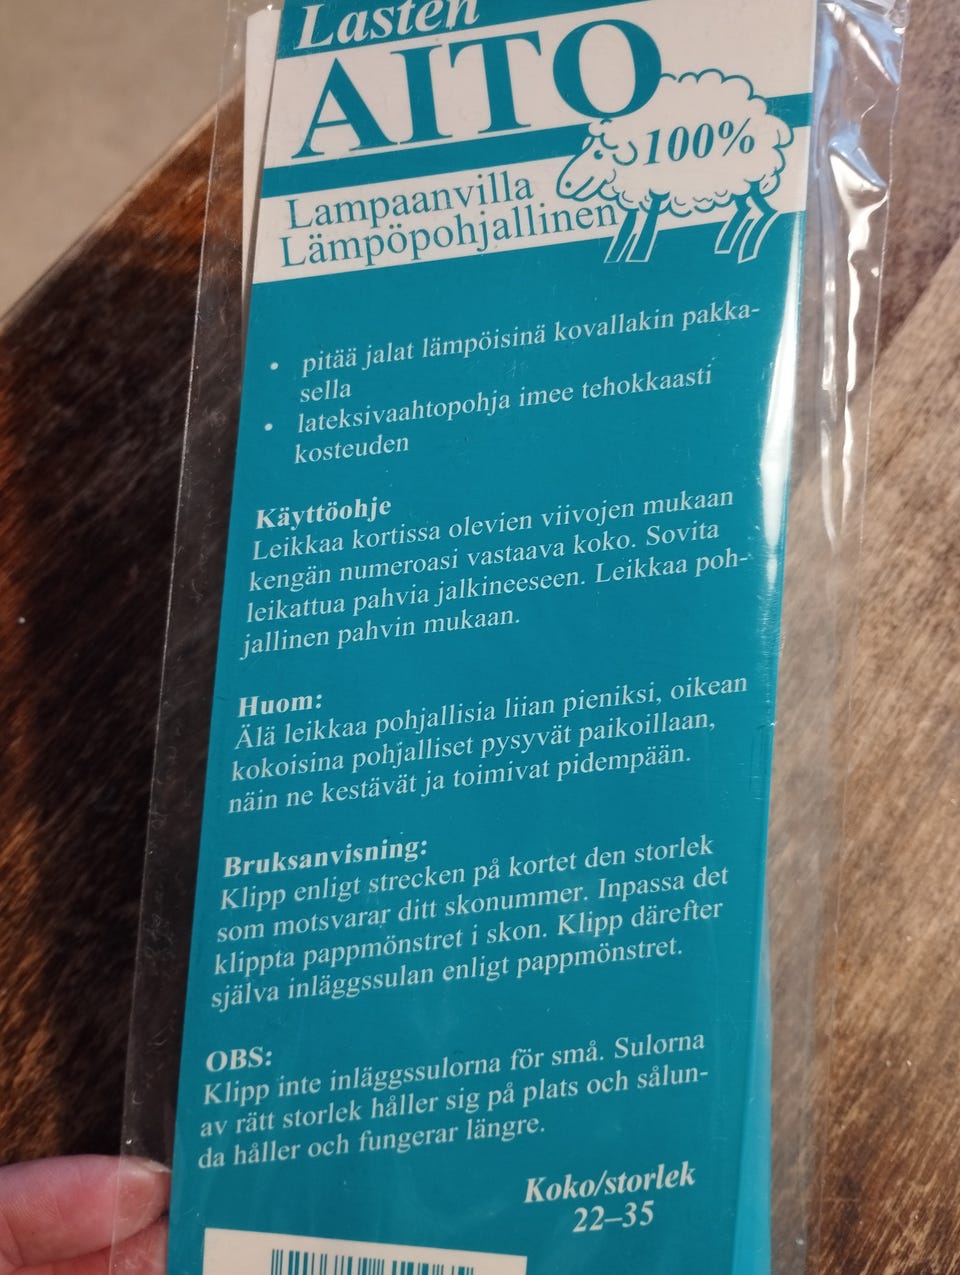 Lasten
AITO
100%
Lampaanvilla
Lämpöpohjallinen
• pitää jalat lämpöisinä kovallakin pakka-
sella
• lateksivaahtopohja imee tehokkaasti
kosteuden
Käyttöohje
Leikkaa kortissa olevien viivojen mukaan
kengän numeroasi vastaava koko. Sovita
leikattua pahvia jalkineeseen. Leikkaa poh-
jallinen pahvin mukaan.
Huom:
Älä leikkaa pohjallisia liian pieniksi, oikean
kokoisina pohjalliset pysyvät paikoillaan,
näin ne kestävät ja toimivat pidempään.
Bruksanvisning:
Klipp enligt strecken på kortet den storlek
som motsvarar ditt skonummer. Inpassa det
klippta pappmönstret i skon. Klipp därefter
själva inläggssulan enligt pappmönstret.
OBS:
Klipp inte inläggssulorna för små. Sulorna
av rätt storlek håller sig på plats och sålun-
da håller och fungerar längre.
Koko/storlek
22–35